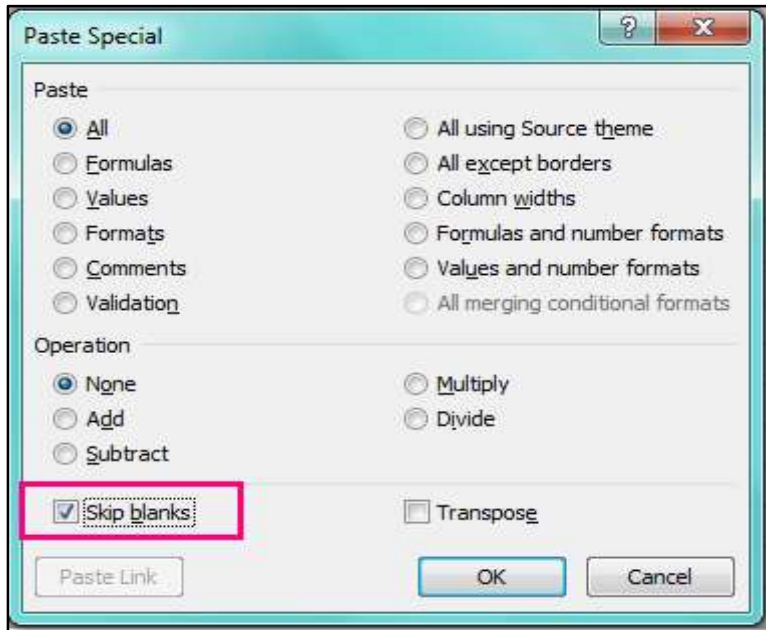 Paste Special
Paste
All
All using Source theme
Formulas
All except borders
Values
Column widths
Formats
Formulas and number formats
Comments
Values and number formats
Validation
All merging conditional formats
Operation
None
Multiply
Add
Divide
Subtract
Skip blanks
Transpose
Paste Link
OK
Cancel